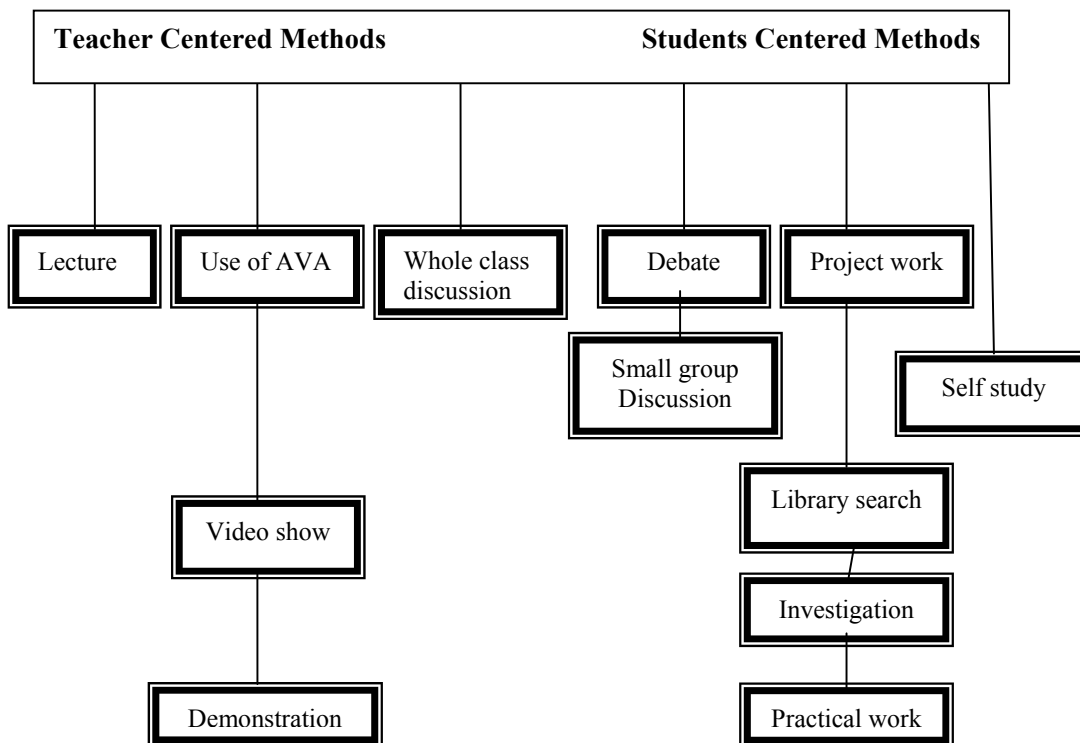 Teacher Centered Methods Students Centered Methods
Lecture
Use of AVA
Whole class
discussion
Debate
Project work
Small group
Discussion
Self study
Library search
Video show
Investigation
Demonstration
Practical work